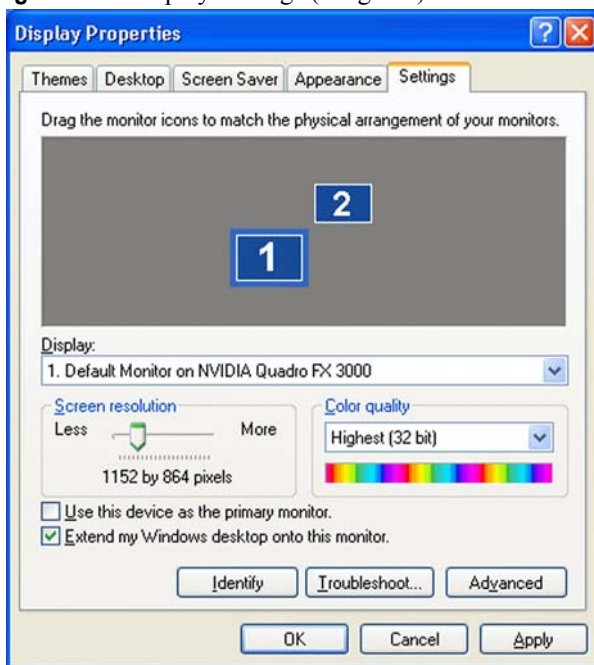 Display Properties
Themes Desktop Screen Saver Appearance Settings
Drag the monitor icons to match the physical arrangement of your monitors.
2
1
Display:
1. Default Monitor on NVIDIA Quadro FX 3000
Screen resolution
Less More
1152 by 864 pixels
Color quality
Highest (32 bit)
Use this device as the primary monitor.
Extend my Windows desktop onto this monitor.
Identify Troubleshoot... Advanced
OK Cancel Apply